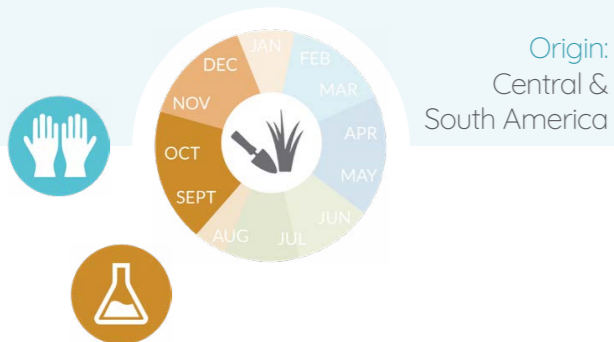 JAN
FEB
MAR
APR
MAY
JUN
JUL
AUG
SEPT
OCT
NOV
DEC
Origin:
Central &
South America